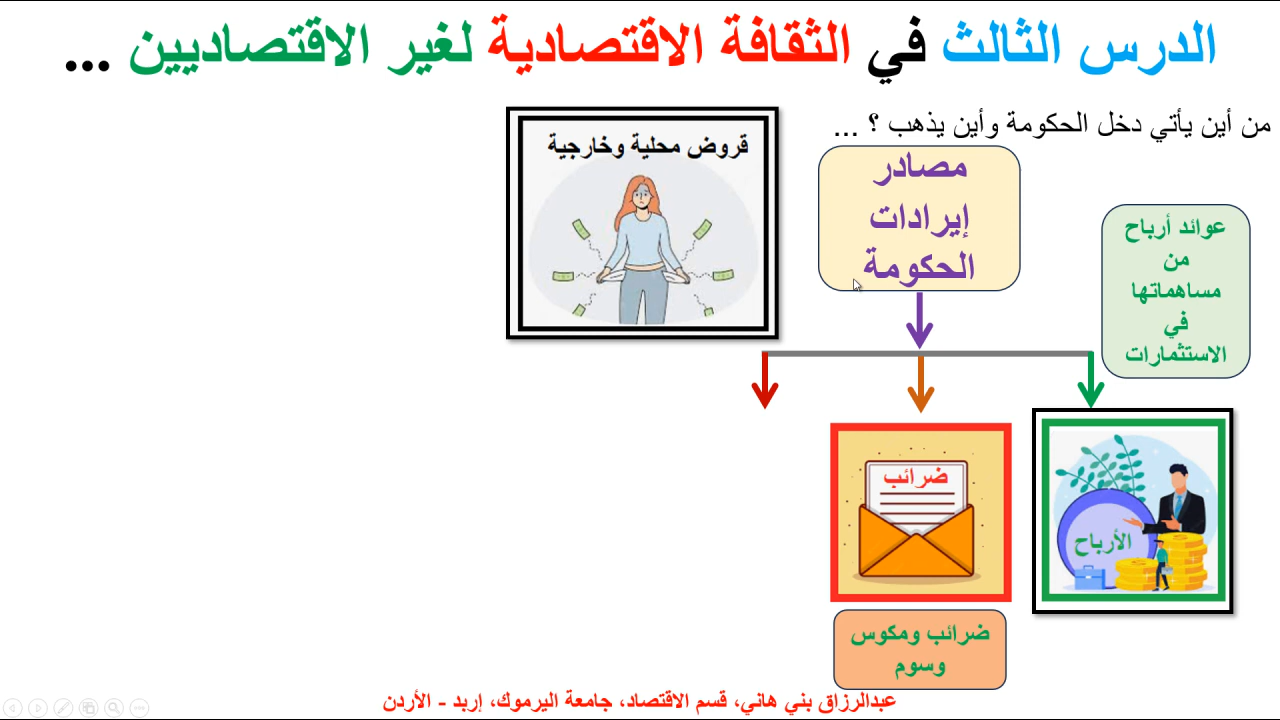 الدرس الثالث في الثقافة الاقتصادية لغير الاقتصاديين ...
من أين يأتي دخل الحكومة وأين يذهب ؟ ...
مصادر
إيرادات
الحكومة
عوائد أرباح
من
مساهماتها
في
الاستثمارات
قروض محلية وخارجية
الأرباح
ضرائب
ضرائب ومكوس
وسوم
عبدالرزاق بني هاني، قسم الاقتصاد، جامعة اليرموك، إربد - الأردن